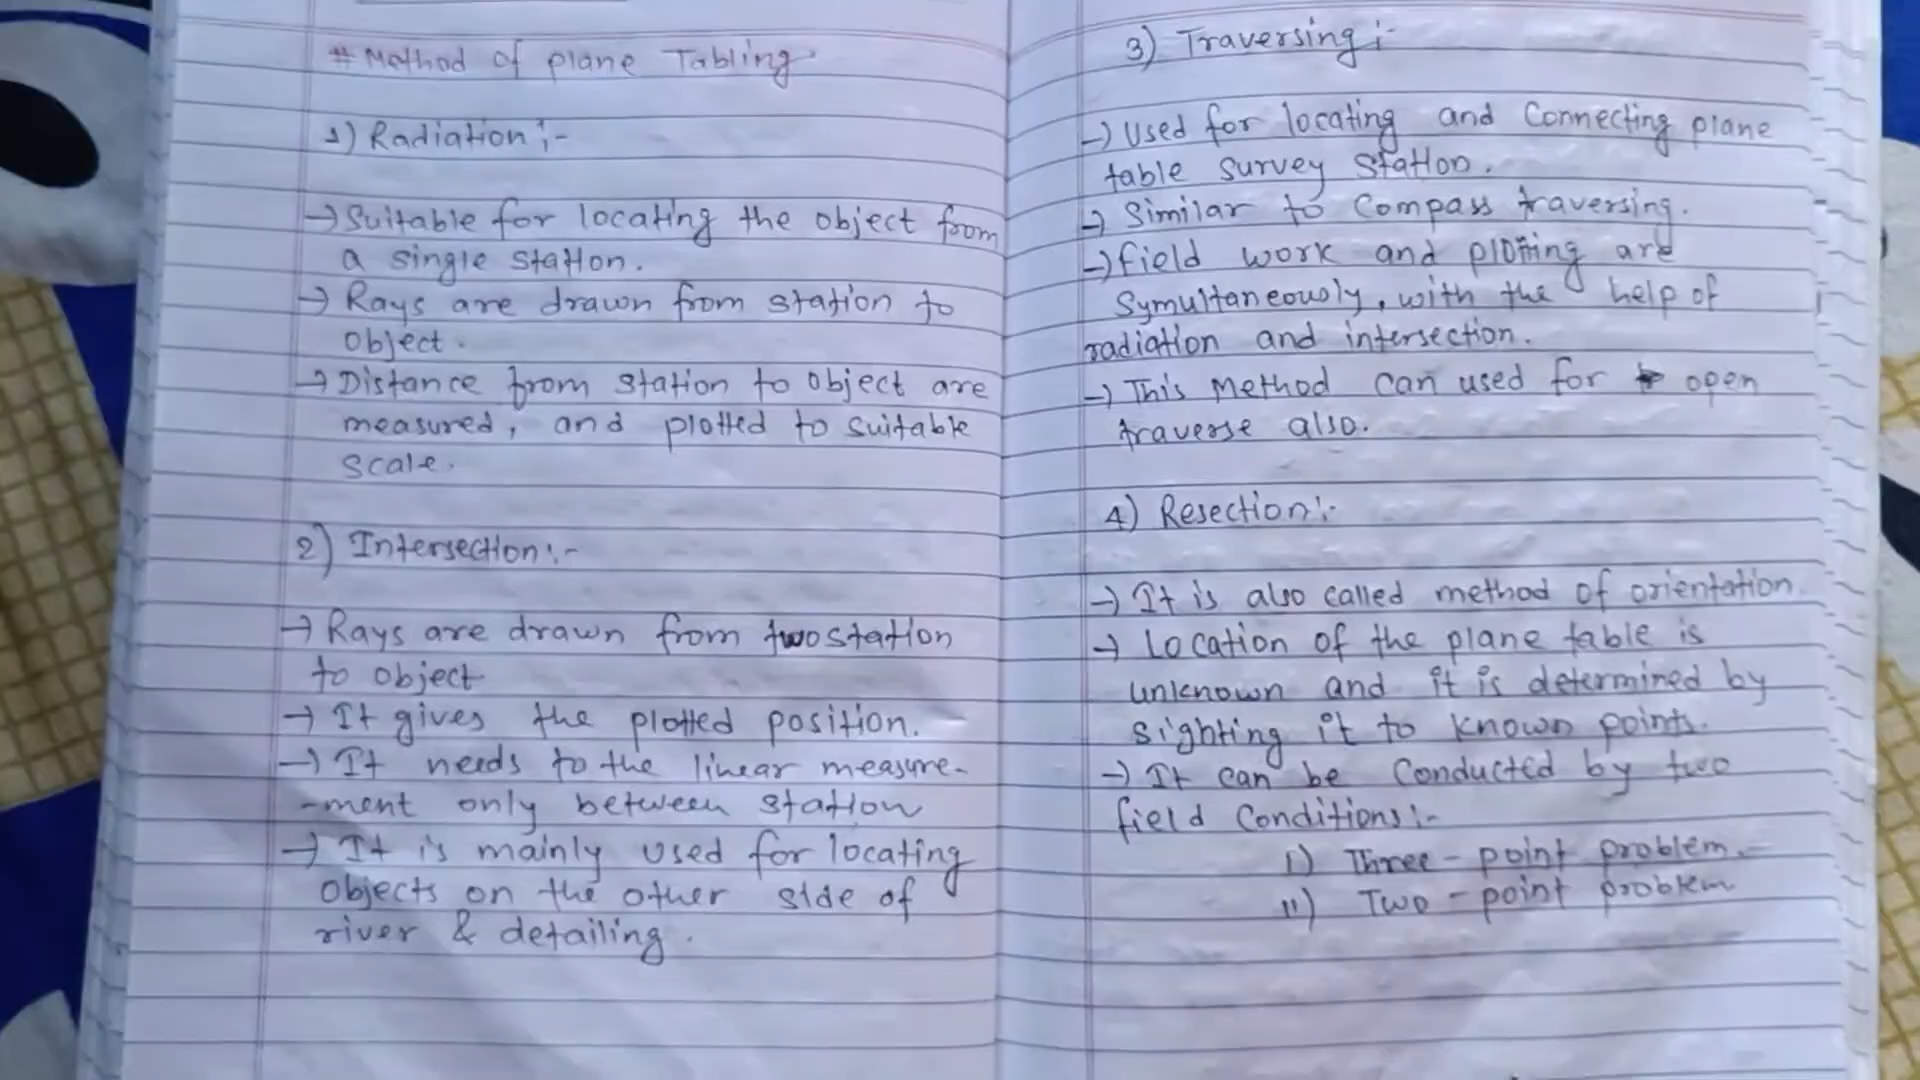 # Method of plane Tabling
1) Radiation :-
→ Suitable for locating the object from
a single station.
→ Rays are drawn from station to
object.
→ Distance from station to object are
measured, and plotted to suitable
scale.
2) Intersection :-
→ Rays are drawn from two station
to object
→ It gives the plotted position.
→ It needs to the linear measure-
-ment only between station
→ It is mainly used for locating
objects on the other side of
river & detailing.
3) Traversing :-
→ Used for locating and Connecting plane
table survey station.
→ Similar to Compass traversing.
→ field work and plotting are
Symultaneously, with the help of
radiation and intersection.
→ This Method Can used for open
traverse also.
4) Resection :-
→ It is also called method of orientation
→ Location of the plane table is
unknown and it is determined by
sighting it to known points.
→ It can be Conducted by two
field Conditions :-
i) Three - point problem.
ii) Two - point problem